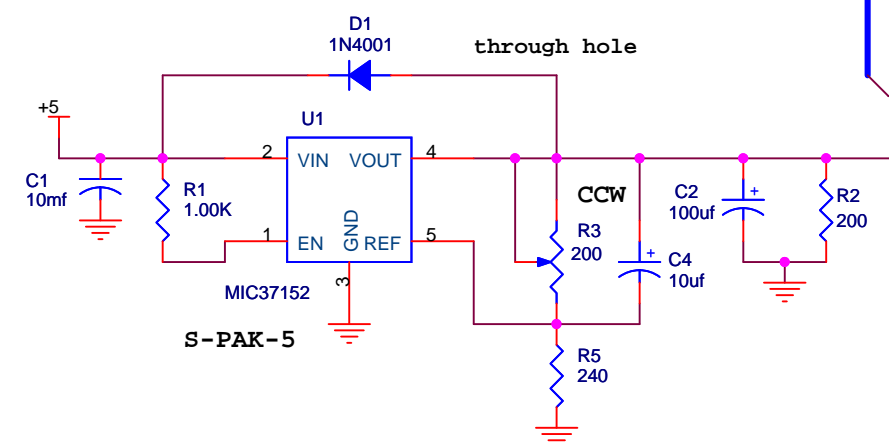 D1
1N4001
through hole
+5
U1
2
VIN
VOUT
4
C1
10mf
R1
1.00K
CCW
C2
100uf
+
R2
200
1
EN
GND
REF
5
R3
200
+
C4
10uf
3
MIC37152
S-PAK-5
R5
240